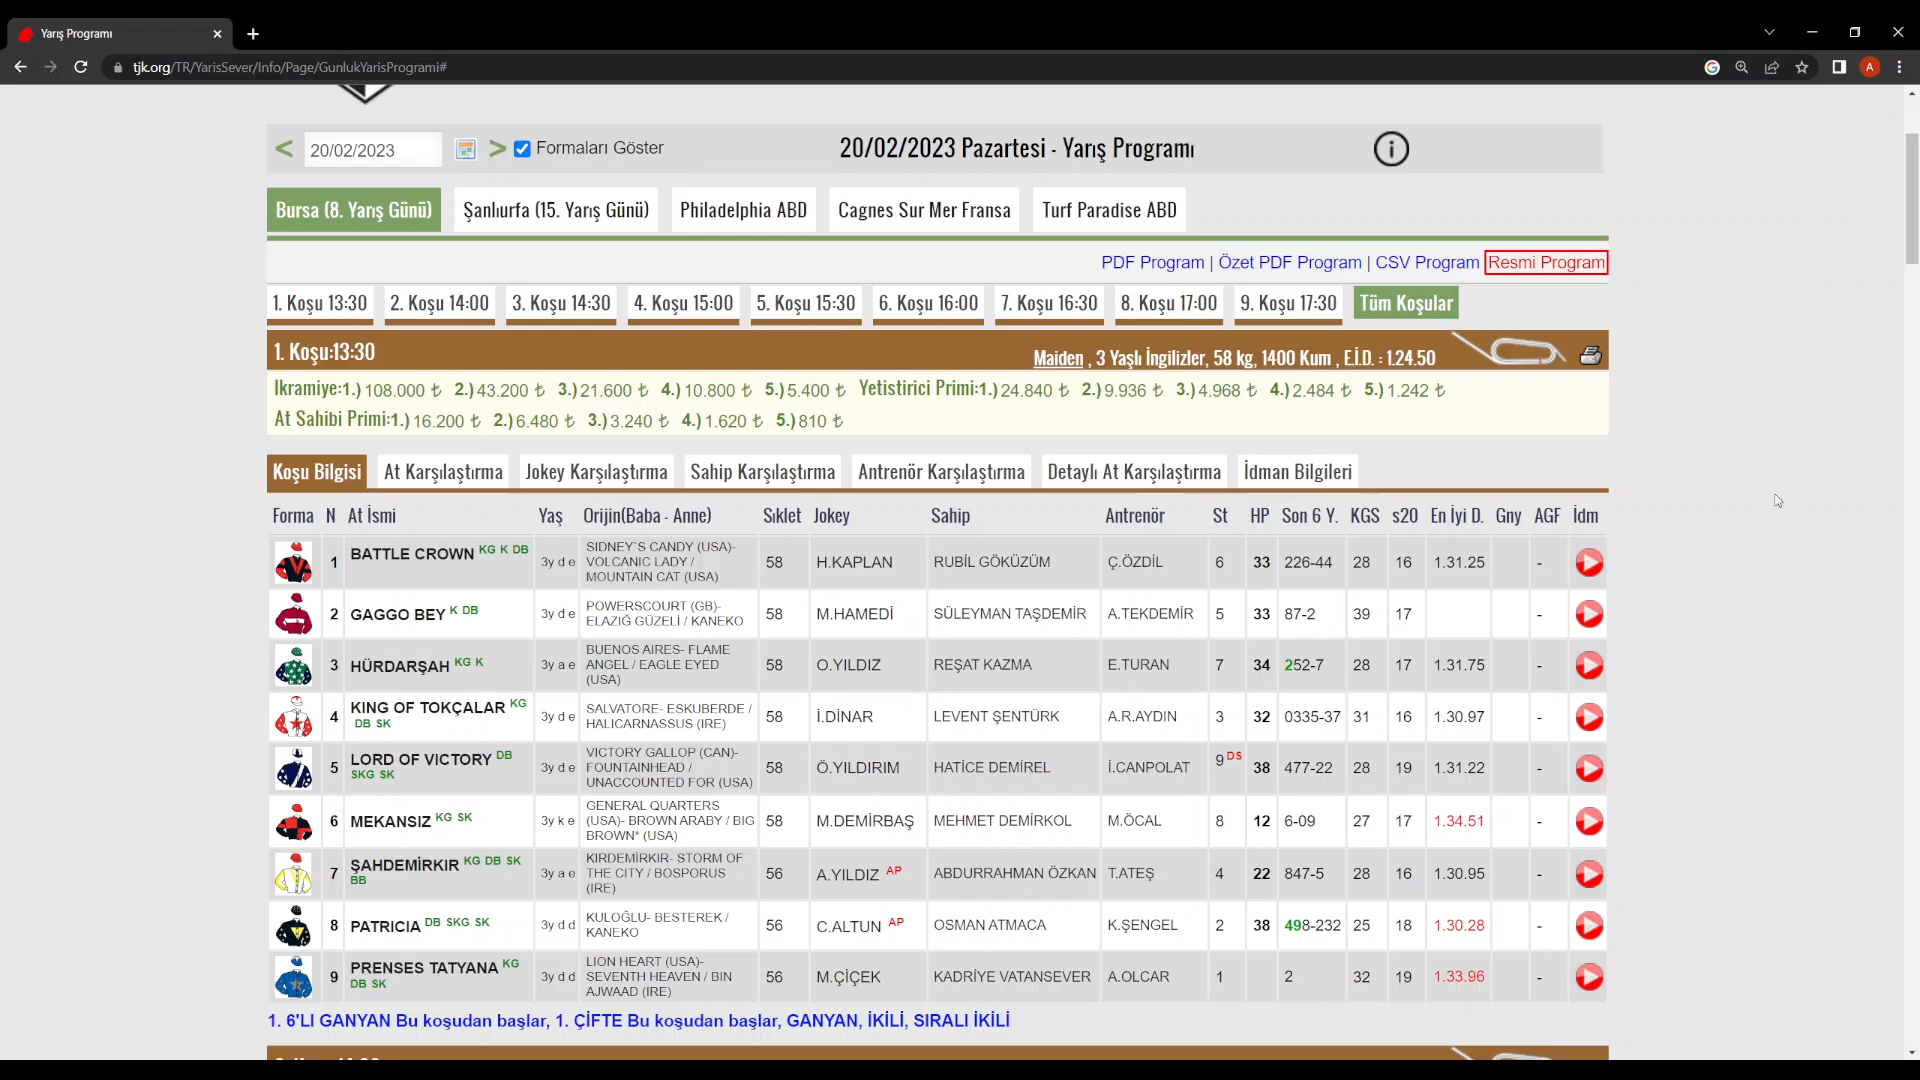 Yarış Programı
tjk.org/TR/YarisSever/Info/Page/GunlukYarisProgrami#
A
20/02/2023
Formaları Göster
20/02/2023 Pazartesi - Yarış Programı
Bursa (8. Yarış Günü) Şanlıurfa (15. Yarış Günü) Philadelphia ABD Cagnes Sur Mer Fransa Turf Paradise ABD
PDF Program | Özet PDF Program | CSV Program Resmi Program
1. Koşu 13:30 2. Koşu 14:00 3. Koşu 14:30 4. Koşu 15:00 5. Koşu 15:30 6. Koşu 16:00 7. Koşu 16:30 8. Koşu 17:00 9. Koşu 17:30 Tüm Koşular
1. Koşu:13:30 Maiden , 3 Yaşlı İngilizler, 58 kg, 1400 Kum , E.İ.D. : 1.24.50
Ikramiye:1.) 108.000 ₺ 2.) 43.200 ₺ 3.) 21.600 ₺ 4.) 10.800 ₺ 5.) 5.400 ₺ Yetistirici Primi:1.) 24.840 ₺ 2.) 9.936 ₺ 3.) 4.968 ₺ 4.) 2.484 ₺ 5.) 1.242 ₺
At Sahibi Primi:1.) 16.200 ₺ 2.) 6.480 ₺ 3.) 3.240 ₺ 4.) 1.620 ₺ 5.) 810 ₺
Koşu Bilgisi At Karşılaştırma Jokey Karşılaştırma Sahip Karşılaştırma Antrenör Karşılaştırma Detaylı At Karşılaştırma İdman Bilgileri
Forma N At İsmi Yaş Orijin(Baba - Anne) Sıklet Jokey Sahip Antrenör St HP Son 6 Y. KGS s20 En İyi D. Gny AGF İdm
1 BATTLE CROWN KG K DB 3y d e SIDNEY`S CANDY (USA)- VOLCANIC LADY / MOUNTAIN CAT (USA) 58 H.KAPLAN RUBİL GÖKÜZÜM Ç.ÖZDİL 6 33 226-44 28 16 1.31.25 -
2 GAGGO BEY K DB 3y d e POWERSCOURT (GB)- ELAZIĞ GÜZELİ / KANEKO 58 M.HAMEDİ SÜLEYMAN TAŞDEMİR A.TEKDEMİR 5 33 87-2 39 17 -
3 HÜRDARŞAH KG K 3y a e BUENOS AIRES- FLAME ANGEL / EAGLE EYED (USA) 58 O.YILDIZ REŞAT KAZMA E.TURAN 7 34 252-7 28 17 1.31.75 -
4 KING OF TOKÇALAR KG DB SK 3y d e SALVATORE- ESKUBERDE / HALICARNASSUS (IRE) 58 İ.DİNAR LEVENT ŞENTÜRK A.R.AYDIN 3 32 0335-37 31 16 1.30.97 -
5 LORD OF VICTORY DB SKG SK 3y d e VICTORY GALLOP (CAN)- FOUNTAINHEAD / UNACCOUNTED FOR (USA) 58 Ö.YILDIRIM HATİCE DEMİREL İ.CANPOLAT 9 DS 38 477-22 28 19 1.31.22 -
6 MEKANSIZ KG SK 3y k e GENERAL QUARTERS (USA)- BROWN ARABY / BIG BROWN* (USA) 58 M.DEMİRBAŞ MEHMET DEMİRKOL M.ÖCAL 8 12 6-09 27 17 1.34.51 -
7 ŞAHDEMİRKIR KG DB SK BB 3y a e KIRDEMİRKIR- STORM OF THE CITY / BOSPORUS (IRE) 56 A.YILDIZ AP ABDURRAHMAN ÖZKAN T.ATEŞ 4 22 847-5 28 16 1.30.95 -
8 PATRICIA DB SKG SK 3y d d KULOĞLU- BESTEREK / KANEKO 56 C.ALTUN AP OSMAN ATMACA K.ŞENGEL 2 38 498-232 25 18 1.30.28 -
9 PRENSES TATYANA KG DB SK 3y d d LION HEART (USA)- SEVENTH HEAVEN / BIN AJWAAD (IRE) 56 M.ÇİÇEK KADRİYE VATANSEVER A.OLCAR 1 2 32 19 1.33.96 -
1. 6'LI GANYAN Bu koşudan başlar, 1. ÇİFTE Bu koşudan başlar, GANYAN, İKİLİ, SIRALI İKİLİ